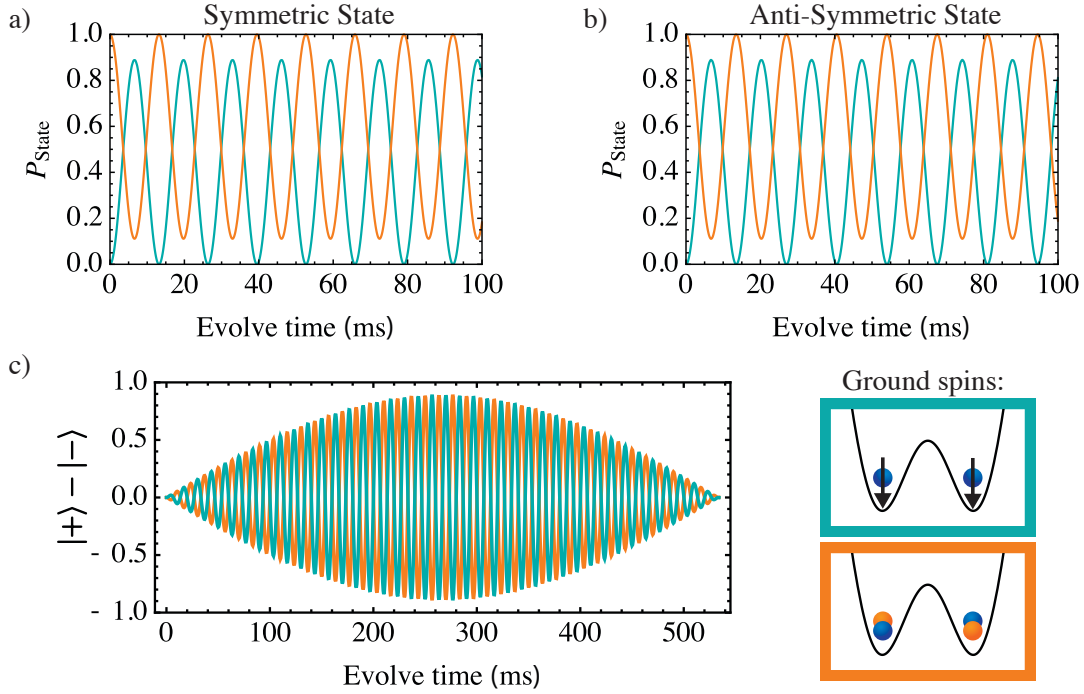 a) Symmetric State
b) Anti-Symmetric State
1.0
0.8
0.6
0.4
0.2
0.0
P_State
0 20 40 60 80 100
Evolve time (ms)
1.0
0.8
0.6
0.4
0.2
0.0
P_State
0 20 40 60 80 100
Evolve time (ms)
c)
1.0
0.5
0.0
- 0.5
- 1.0
|+⟩ - |-⟩
0 100 200 300 400 500
Evolve time (ms)
Ground spins: